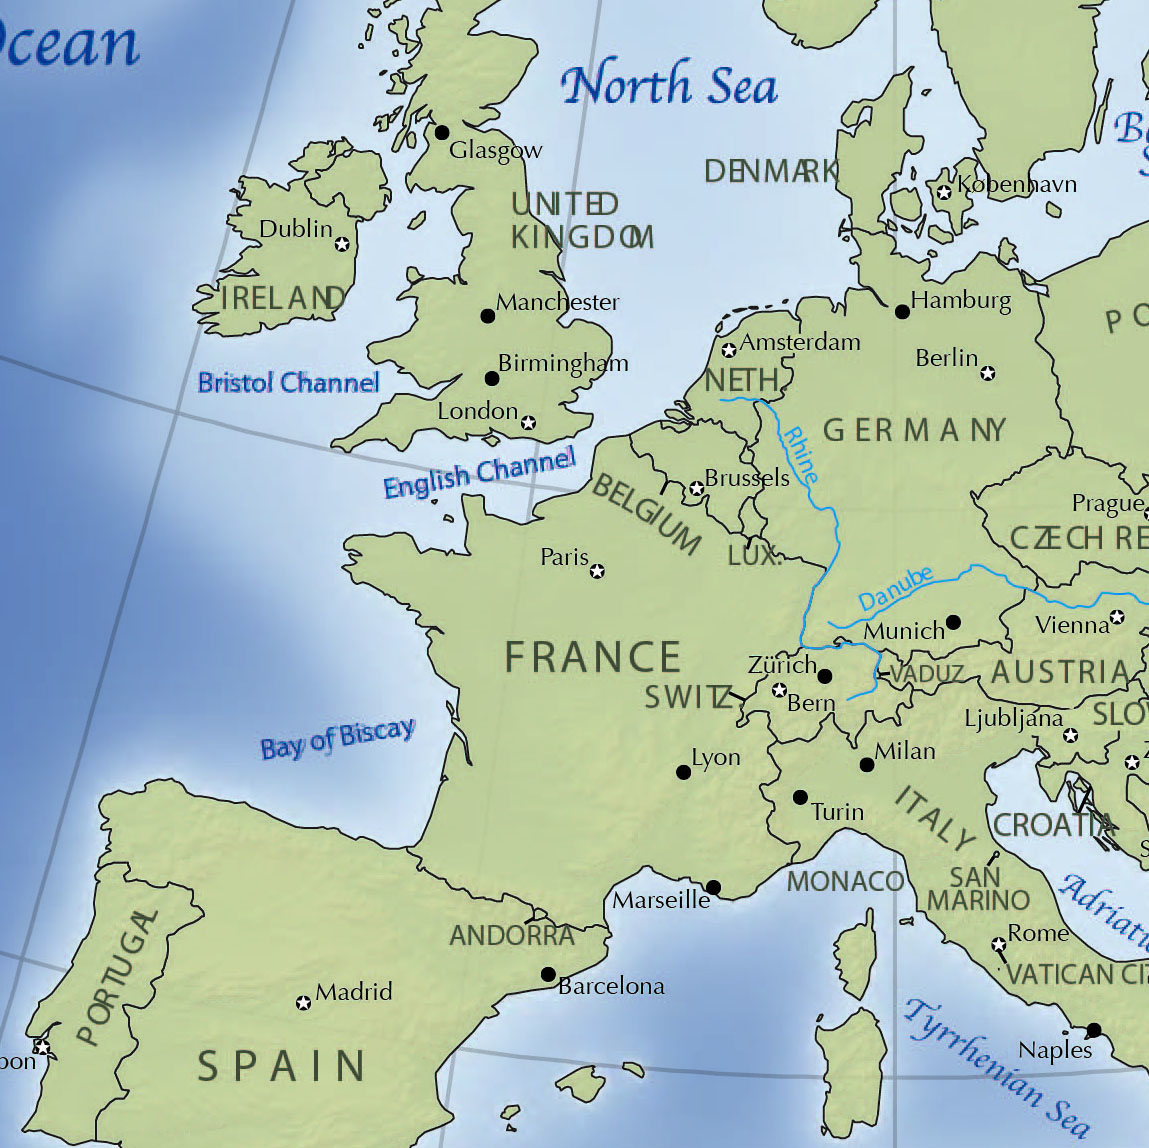 Ocean
North Sea
Glasgow
DENMARK
København
UNITED
KINGDOM
Dublin
IRELAND
Manchester
Hamburg
Amsterdam
Berlin
Birmingham
Bristol Channel
NETH.
London
GERMANY
English Channel
Rhine
Brussels
BELGIUM
Prague
CZECH RE
Paris
LUX.
Danube
Munich
Vienna
FRANCE
Zürich
VADUZ
AUSTRIA
SWITZ.
Bern
Ljubljana
SLO
Bay of Biscay
Milan
Lyon
Turin
ITALY
CROATIA
MONACO
SAN
MARINO
Marseille
Adriati
ANDORRA
Rome
PORTUGAL
VATICAN CI
Barcelona
Madrid
Tyrrhenian Sea
Naples
bon
SPAIN